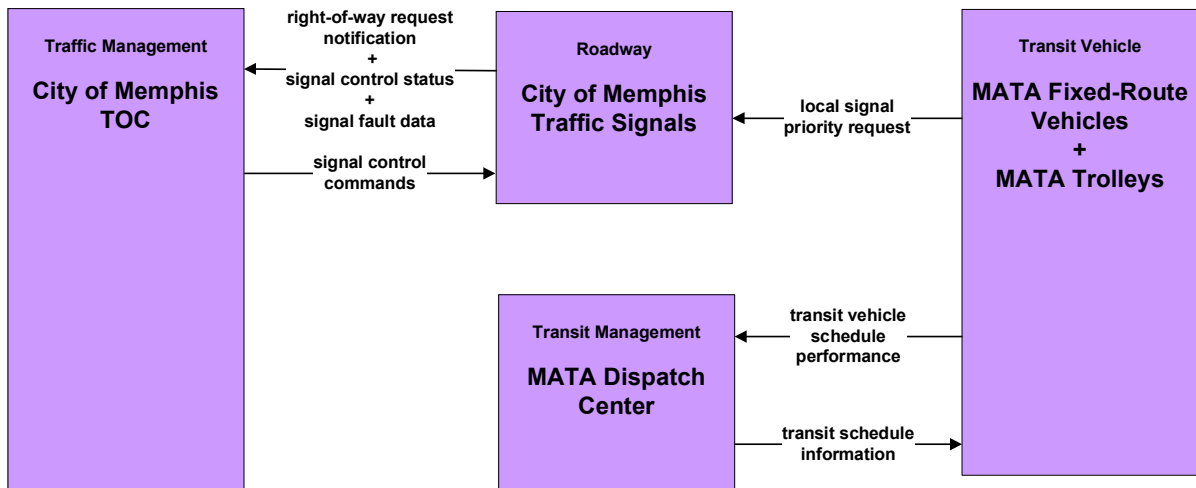 Traffic Management
City of Memphis
TOC
right-of-way request
notification
+
signal control status
+
signal fault data
signal control
commands
Roadway
City of Memphis
Traffic Signals
local signal
priority request
Transit Vehicle
MATA Fixed-Route
Vehicles
+
MATA Trolleys
Transit Management
MATA Dispatch
Center
transit vehicle
schedule
performance
transit schedule
information